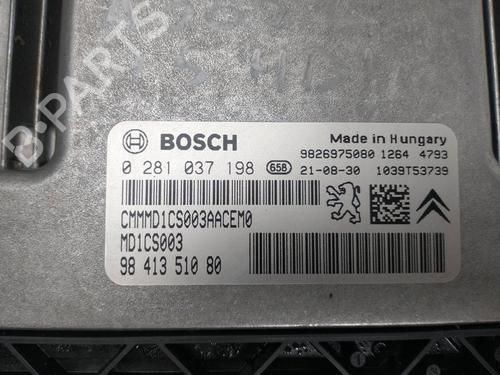 BOSCH
Made in Hungary
0 281 037 198 658
9826975080 1264 4793
21-08-30 1039T53739
CMMMD1CS003AACEM0
MD1CS003
98 413 510 80
B-PARTS